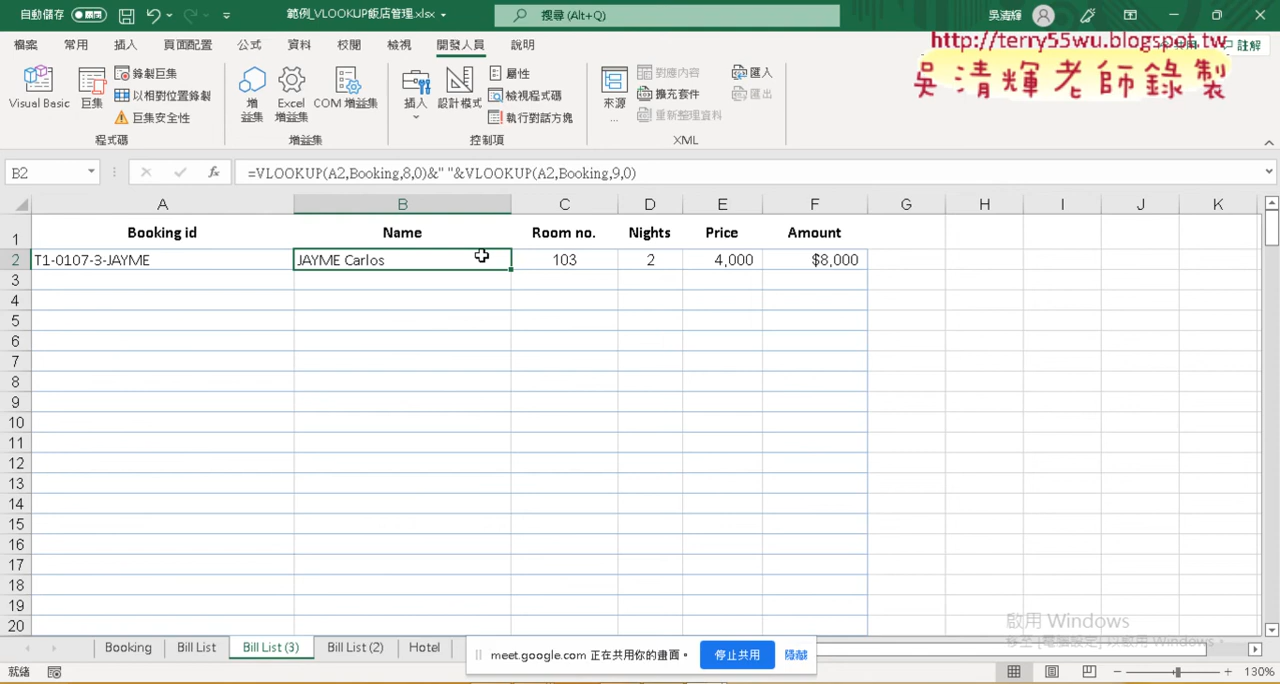 自動儲存 範例_VLOOKUP飯店管理.xlsx 搜尋 (Alt+Q) 吳清輝
檔案 常用 插入 頁面配置 公式 資料 校閱 檢視 開發人員 說明 註解
http://terry55wu.blogspot.tw
吳清輝老師錄製
Visual Basic 巨集 錄製巨集 以相對位置錄製 巨集安全性
增益集 Excel 增益集 COM 增益集
插入 設計模式 屬性 檢視程式碼 執行對話方塊
來源 對應內容 擴充套件 重新整理資料 匯入 匯出
程式碼 增益集 控制項 XML
B2 fx =VLOOKUP(A2,Booking,8,0)&" "&VLOOKUP(A2,Booking,9,0)
A B C D E F G H I J K
1 Booking id Name Room no. Nights Price Amount
2 T1-0107-3-JAYME JAYME Carlos 103 2 4,000 $8,000
3
4
5
6
7
8
9
10
11
12
13
14
15
16
17
18
19
20
啟用 Windows
移至 [電腦設定] 以啟用 Windows。
Booking Bill List Bill List (3) Bill List (2) Hotel
meet.google.com 正在共用你的畫面。 停止共用 隱藏
就緒 130%